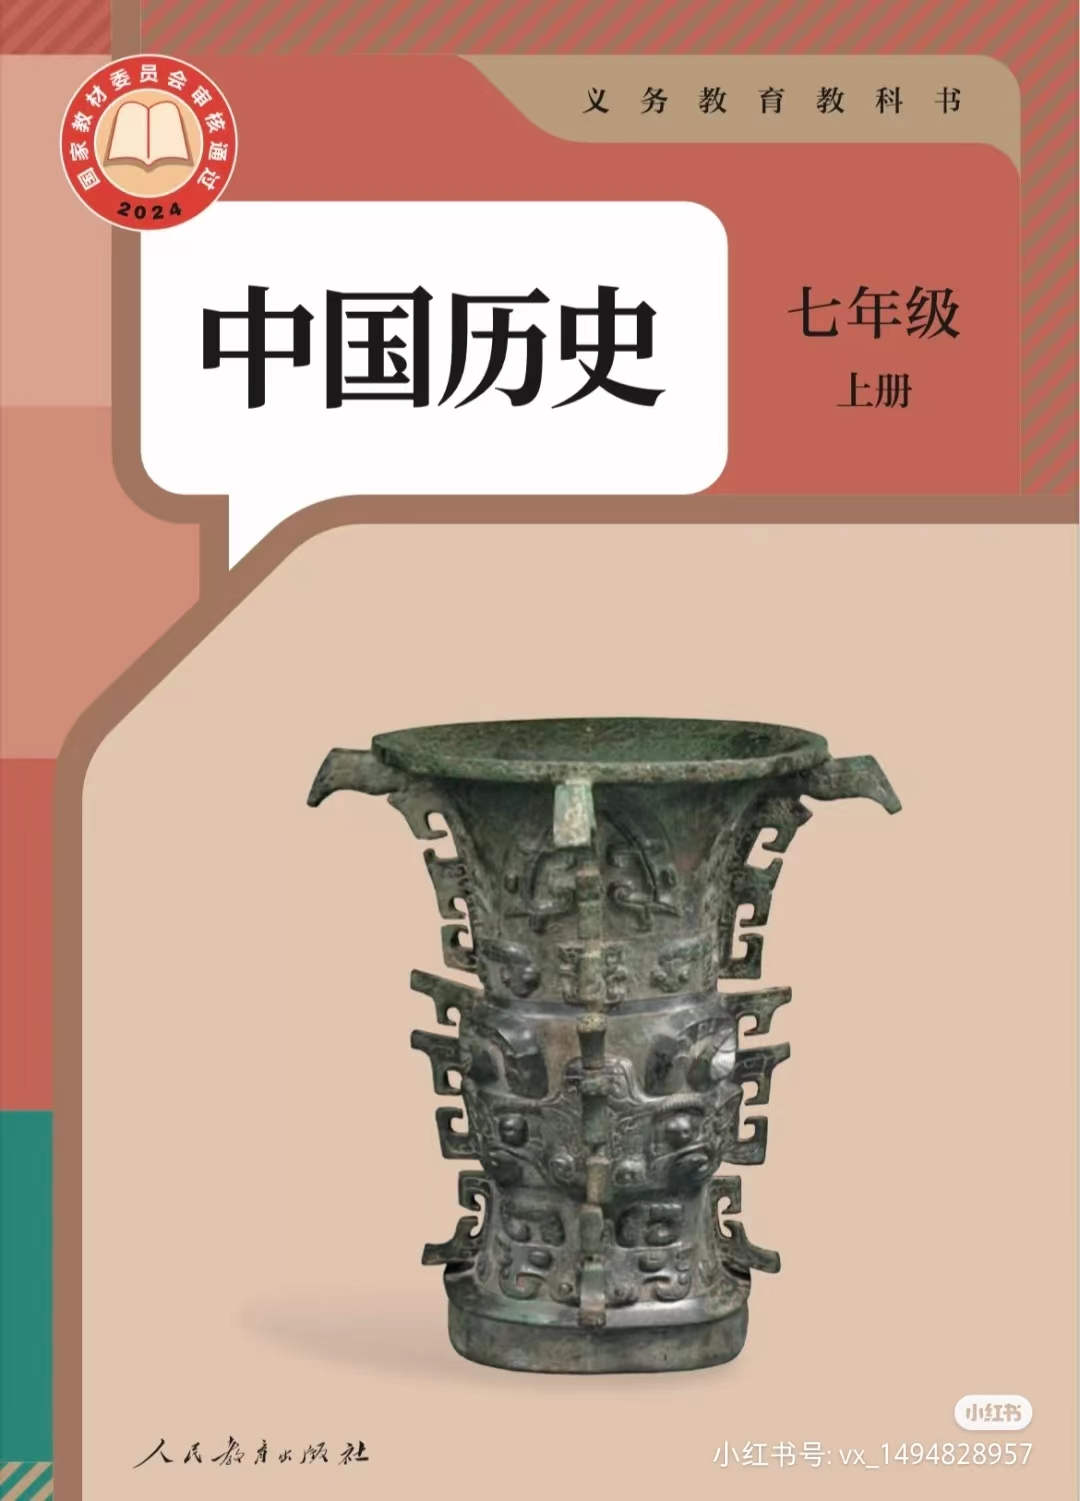 国家教材委员会审核通过
2024
义务教育教科书
中国历史
七年级
上册
人民教育出版社
小红书
小红书号: vx_1494828957